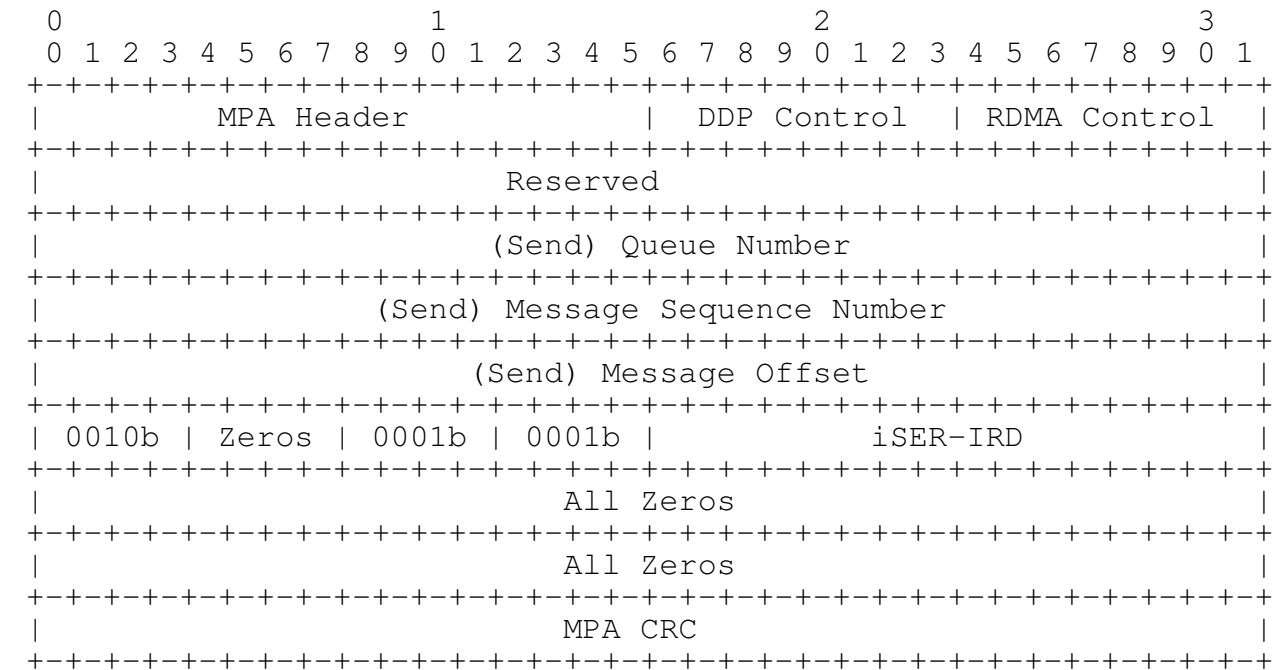 0                   1                   2                   3
 0 1 2 3 4 5 6 7 8 9 0 1 2 3 4 5 6 7 8 9 0 1 2 3 4 5 6 7 8 9 0 1
+-+-+-+-+-+-+-+-+-+-+-+-+-+-+-+-+-+-+-+-+-+-+-+-+-+-+-+-+-+-+-+-+
|         MPA Header            |  DDP Control  | RDMA Control  |
+-+-+-+-+-+-+-+-+-+-+-+-+-+-+-+-+-+-+-+-+-+-+-+-+-+-+-+-+-+-+-+-+
|                        Reserved                               |
+-+-+-+-+-+-+-+-+-+-+-+-+-+-+-+-+-+-+-+-+-+-+-+-+-+-+-+-+-+-+-+-+
|                       (Send) Queue Number                     |
+-+-+-+-+-+-+-+-+-+-+-+-+-+-+-+-+-+-+-+-+-+-+-+-+-+-+-+-+-+-+-+-+
|                 (Send) Message Sequence Number                |
+-+-+-+-+-+-+-+-+-+-+-+-+-+-+-+-+-+-+-+-+-+-+-+-+-+-+-+-+-+-+-+-+
|                      (Send) Message Offset                    |
+-+-+-+-+-+-+-+-+-+-+-+-+-+-+-+-+-+-+-+-+-+-+-+-+-+-+-+-+-+-+-+-+
| 0010b | Zeros | 0001b | 0001b |           iSER-IRD            |
+-+-+-+-+-+-+-+-+-+-+-+-+-+-+-+-+-+-+-+-+-+-+-+-+-+-+-+-+-+-+-+-+
|                           All Zeros                           |
+-+-+-+-+-+-+-+-+-+-+-+-+-+-+-+-+-+-+-+-+-+-+-+-+-+-+-+-+-+-+-+-+
|                           All Zeros                           |
+-+-+-+-+-+-+-+-+-+-+-+-+-+-+-+-+-+-+-+-+-+-+-+-+-+-+-+-+-+-+-+-+
|                           MPA CRC                             |
+-+-+-+-+-+-+-+-+-+-+-+-+-+-+-+-+-+-+-+-+-+-+-+-+-+-+-+-+-+-+-+-+